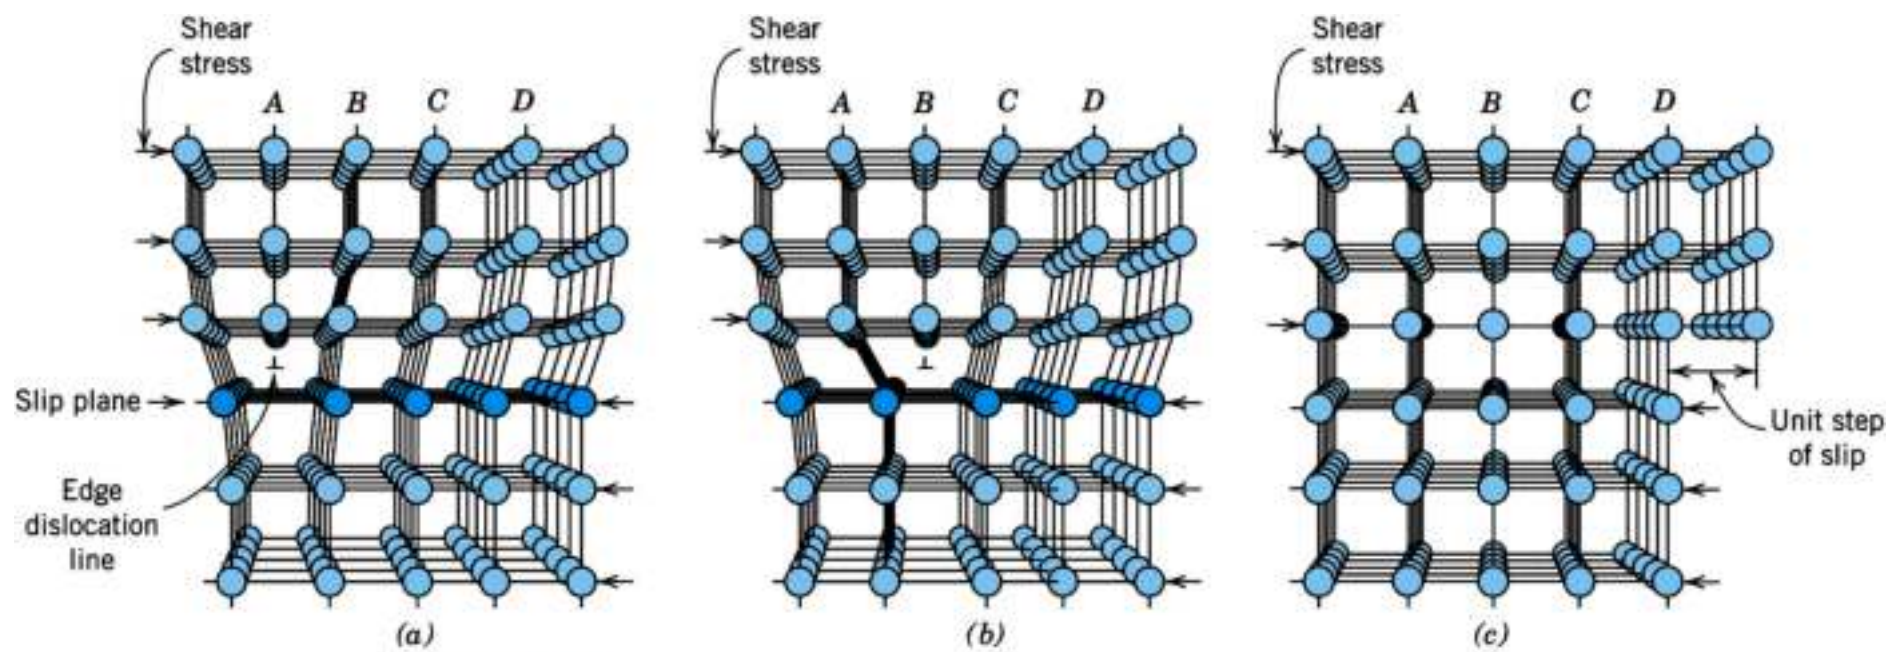 Shear
stress
A B C D
Slip plane
Edge
dislocation
line
(a)
Shear
stress
A B C D
(b)
Shear
stress
A B C D
Unit step
of slip
(c)